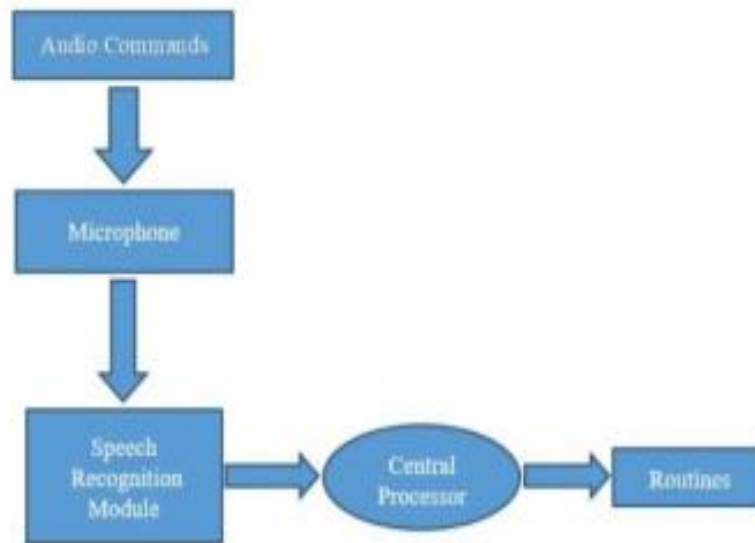 Audio Commands
Microphone
Speech
Recognition
Module
Central
Processor
Routines